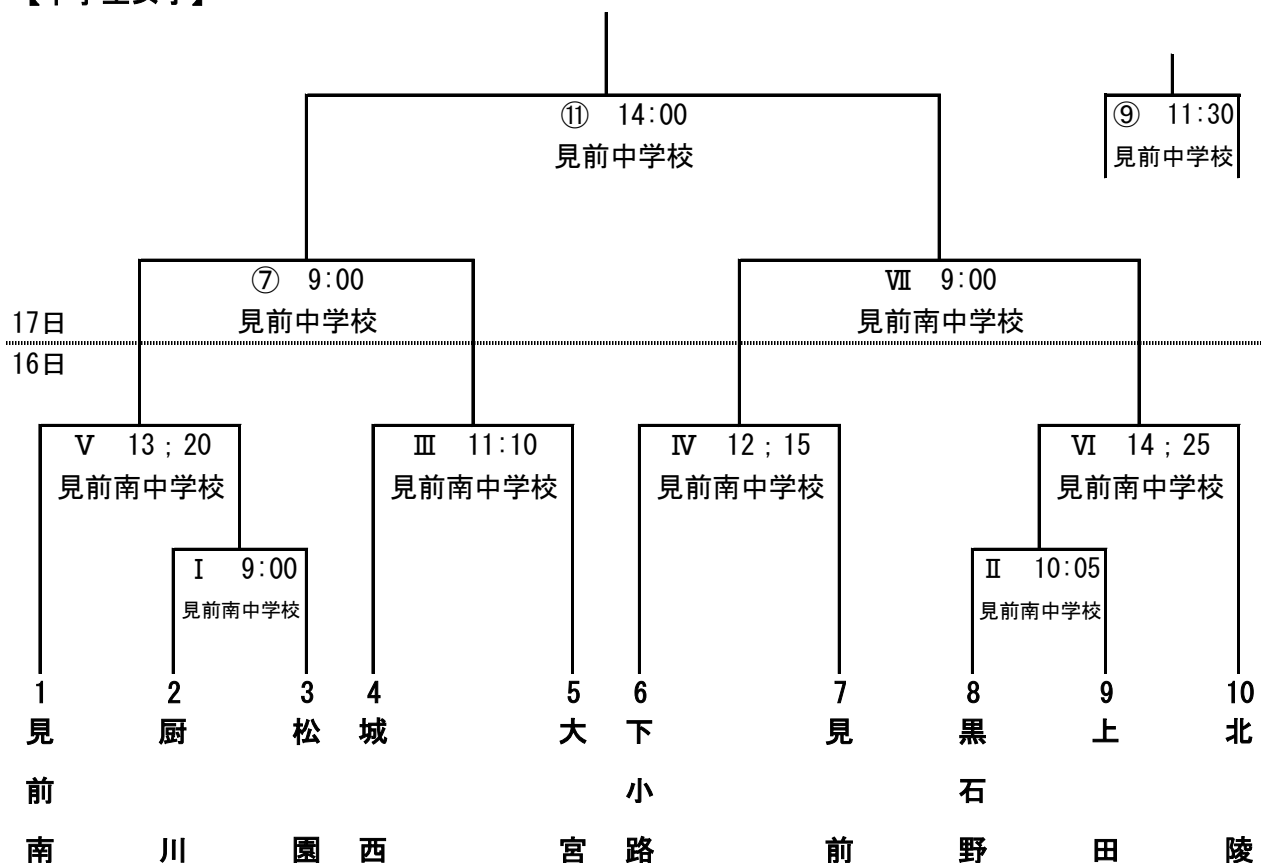 ⑪ 14:00
見前中学校
⑨ 11:30
見前中学校
⑦ 9:00
見前中学校
Ⅶ 9:00
見前南中学校
17日
16日
Ⅴ 13；20
見前南中学校
Ⅲ 11:10
見前南中学校
Ⅳ 12；15
見前南中学校
Ⅵ 14；25
見前南中学校
Ⅰ 9:00
見前南中学校
Ⅱ 10:05
見前南中学校
1 2 3 4 5 6 7 8 9 10
見前南
厨川
松園
城西
大宮
下小路
見前
黒石野
上田
北陵